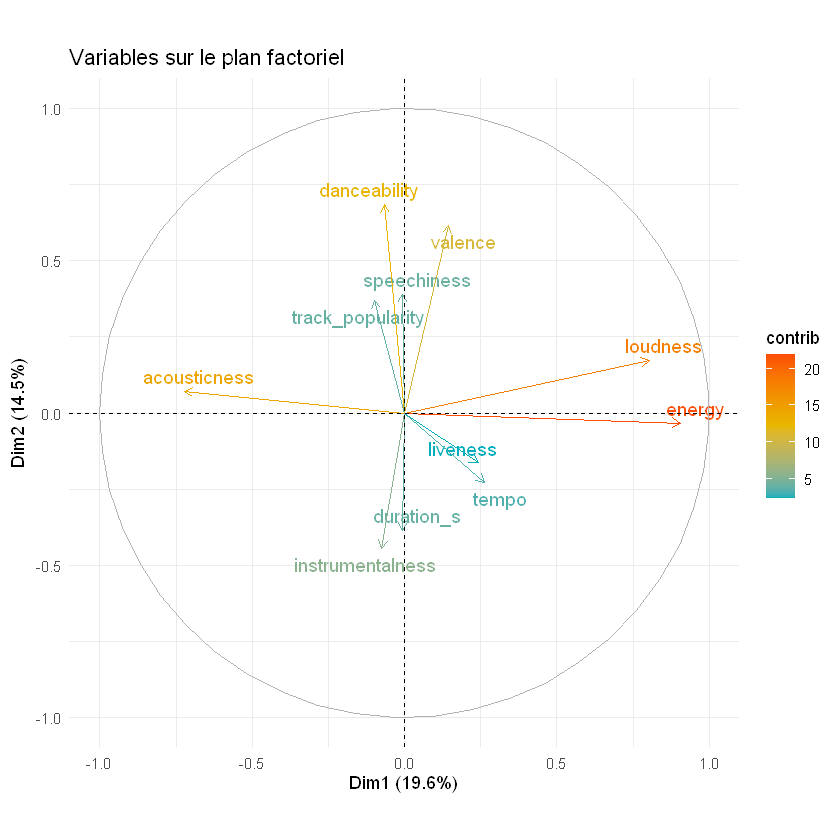 Variables sur le plan factoriel
1.0
danceability
valence
0.5
speechiness
track_popularity
loudness
acousticness
energy
0.0
liveness
tempo
duration_s
-0.5
instrumentalness
-1.0
-1.0 -0.5 0.0 0.5 1.0
Dim1 (19.6%)
Dim2 (14.5%)
contrib
20
15
10
5